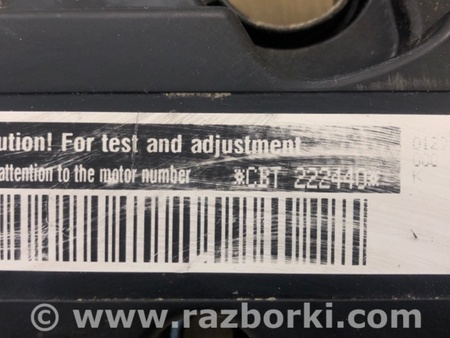 ution! For test and adjustment
attention to the motor number *CBT 222440*
© www.razborki.com